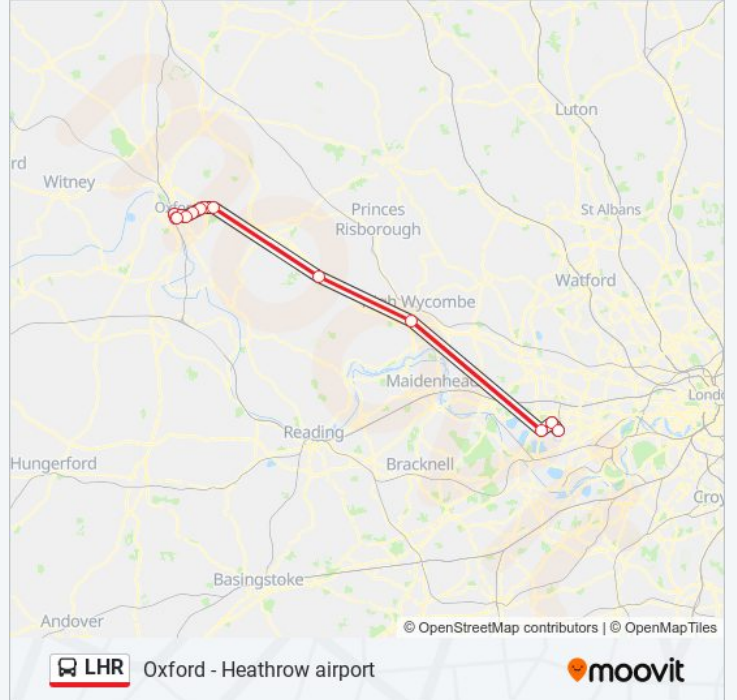 Luton
rd
Witney
Oxfo
Princes
Risborough
St Albans
Watford
gh Wycombe
Maidenhead
Londo
Reading
Hungerford
Bracknell
Croy
Basingstoke
Andover
© OpenStreetMap contributors | © OpenMapTiles
LHR Oxford - Heathrow airport
moovit